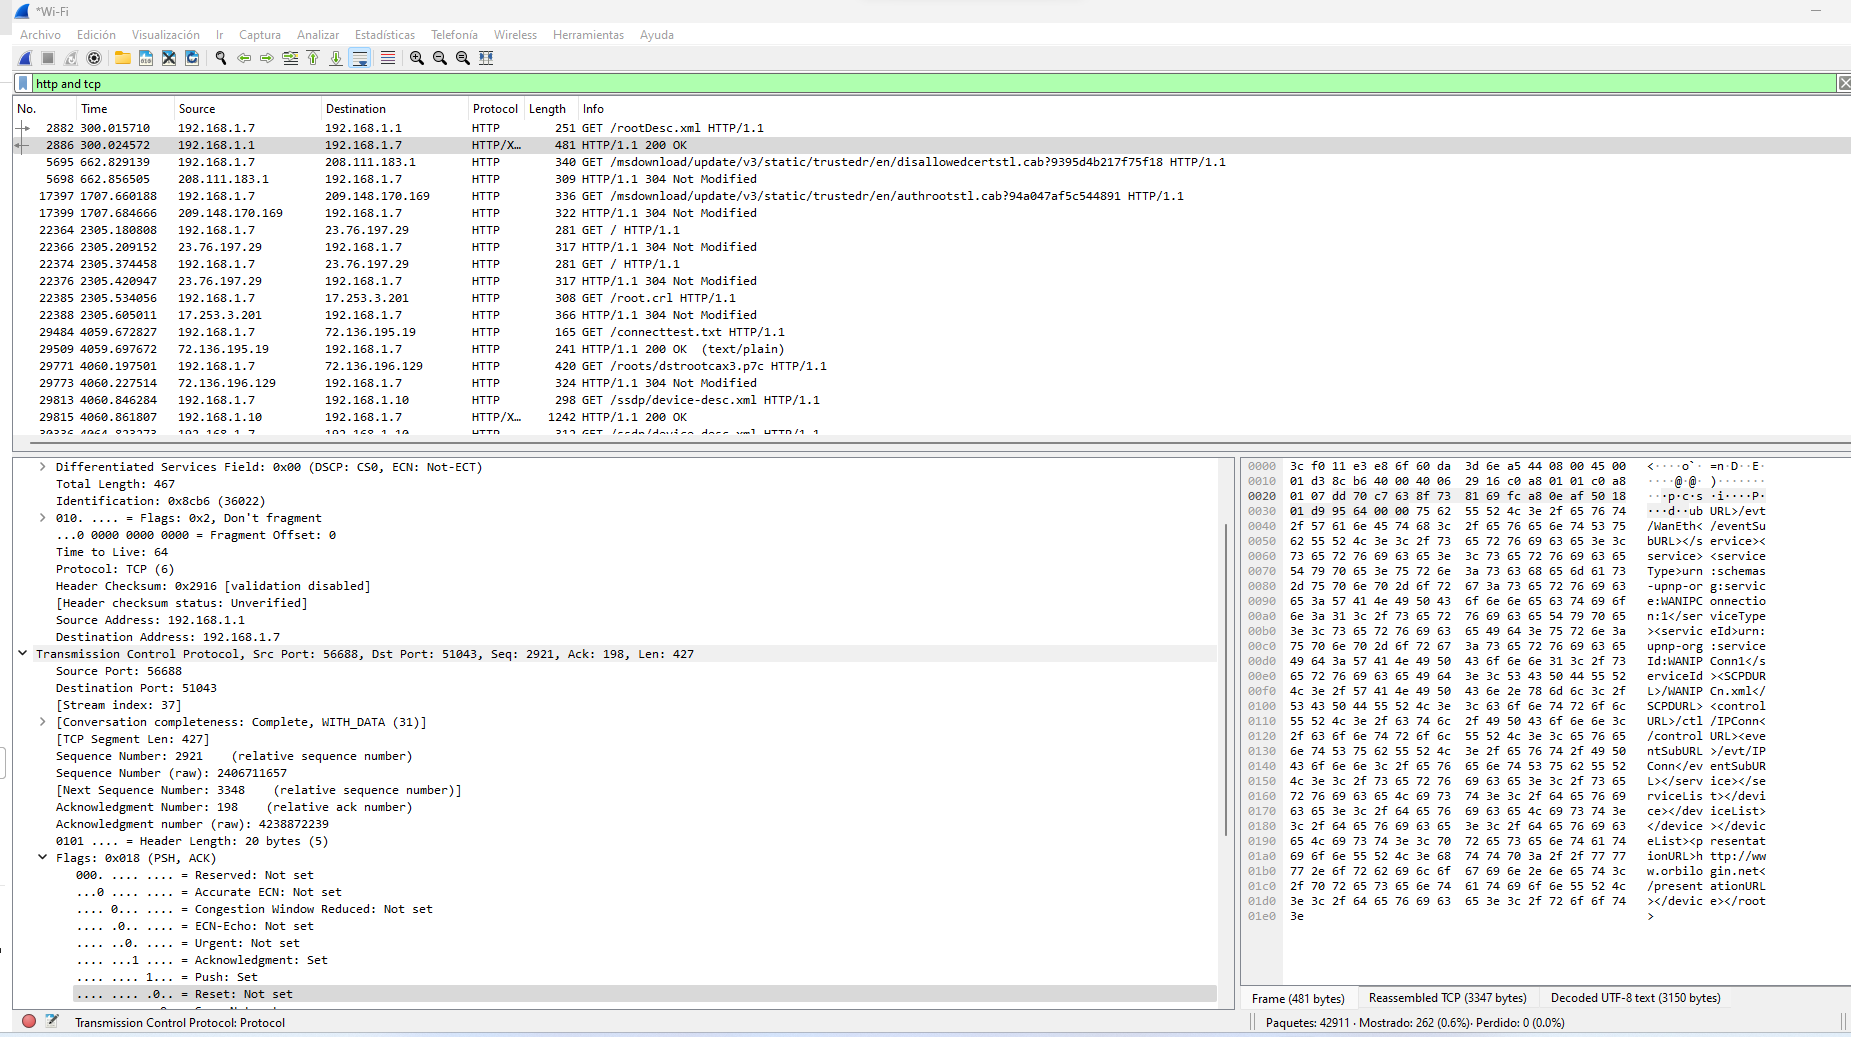 *Wi-Fi
Archivo Edición Visualización Ir Captura Analizar Estadísticas Telefonía Wireless Herramientas Ayuda
http and tcp
No. Time Source Destination Protocol Length Info
2882 300.015710 192.168.1.7 192.168.1.1 HTTP 251 GET /rootDesc.xml HTTP/1.1
2886 300.024572 192.168.1.1 192.168.1.7 HTTP/X… 481 HTTP/1.1 200 OK
5695 662.829139 192.168.1.7 208.111.183.1 HTTP 340 GET /msdownload/update/v3/static/trustedr/en/disallowedcertstl.cab?9395d4b217f75f18 HTTP/1.1
5698 662.856505 208.111.183.1 192.168.1.7 HTTP 309 HTTP/1.1 304 Not Modified
17397 1707.660188 192.168.1.7 209.148.170.169 HTTP 336 GET /msdownload/update/v3/static/trustedr/en/authrootstl.cab?94a047af5c544891 HTTP/1.1
17399 1707.684666 209.148.170.169 192.168.1.7 HTTP 322 HTTP/1.1 304 Not Modified
22364 2305.180808 192.168.1.7 23.76.197.29 HTTP 281 GET / HTTP/1.1
22366 2305.209152 23.76.197.29 192.168.1.7 HTTP 317 HTTP/1.1 304 Not Modified
22374 2305.374458 192.168.1.7 23.76.197.29 HTTP 281 GET / HTTP/1.1
22376 2305.420947 23.76.197.29 192.168.1.7 HTTP 317 HTTP/1.1 304 Not Modified
22385 2305.534056 192.168.1.7 17.253.3.201 HTTP 308 GET /root.crl HTTP/1.1
22388 2305.605011 17.253.3.201 192.168.1.7 HTTP 366 HTTP/1.1 304 Not Modified
29484 4059.672827 192.168.1.7 72.136.195.19 HTTP 165 GET /connecttest.txt HTTP/1.1
29509 4059.697672 72.136.195.19 192.168.1.7 HTTP 241 HTTP/1.1 200 OK (text/plain)
29771 4060.197501 192.168.1.7 72.136.196.129 HTTP 420 GET /roots/dstrootcax3.p7c HTTP/1.1
29773 4060.227514 72.136.196.129 192.168.1.7 HTTP 324 HTTP/1.1 304 Not Modified
29813 4060.846284 192.168.1.7 192.168.1.10 HTTP 298 GET /ssdp/device-desc.xml HTTP/1.1
29815 4060.861807 192.168.1.10 192.168.1.7 HTTP/X… 1242 HTTP/1.1 200 OK
30336 4064.823273 192.168.1.7 192.168.1.10 HTTP 312 GET /ssdp/device-desc.xml HTTP/1.1
Differentiated Services Field: 0x00 (DSCP: CS0, ECN: Not-ECT)
Total Length: 467
Identification: 0x8cb6 (36022)
010. .... = Flags: 0x2, Don't fragment
...0 0000 0000 0000 = Fragment Offset: 0
Time to Live: 64
Protocol: TCP (6)
Header Checksum: 0x2916 [validation disabled]
[Header checksum status: Unverified]
Source Address: 192.168.1.1
Destination Address: 192.168.1.7
Transmission Control Protocol, Src Port: 56688, Dst Port: 51043, Seq: 2921, Ack: 198, Len: 427
Source Port: 56688
Destination Port: 51043
[Stream index: 37]
[Conversation completeness: Complete, WITH_DATA (31)]
[TCP Segment Len: 427]
Sequence Number: 2921 (relative sequence number)
Sequence Number (raw): 2406711657
[Next Sequence Number: 3348 (relative sequence number)]
Acknowledgment Number: 198 (relative ack number)
Acknowledgment number (raw): 4238872239
0101 .... = Header Length: 20 bytes (5)
Flags: 0x018 (PSH, ACK)
000. .... .... = Reserved: Not set
...0 .... .... = Accurate ECN: Not set
.... 0... .... = Congestion Window Reduced: Not set
.... .0.. .... = ECN-Echo: Not set
.... ..0. .... = Urgent: Not set
.... ...1 .... = Acknowledgment: Set
.... .... 1... = Push: Set
.... .... .0.. = Reset: Not set
0000 3c f0 11 e3 e8 6f 60 da 3d 6e a5 44 08 00 45 00 <····o`· =n·D··E·
0010 01 d3 8c b6 40 00 40 06 29 16 c0 a8 01 01 c0 a8 ····@·@· )·······
0020 01 07 dd 70 c7 63 8f 73 81 69 fc a8 0e af 50 18 ···p·c·s ·i····P·
0030 01 d9 95 64 00 00 75 62 55 52 4c 3e 2f 65 76 74 ···d··ub URL>/evt
0040 2f 57 61 6e 45 74 68 3c 2f 65 76 65 6e 74 53 75 /WanEth< /eventSu
0050 62 55 52 4c 3e 3c 2f 73 65 72 76 69 63 65 3e 3c bURL></s ervice><
0060 73 65 72 76 69 63 65 3e 3c 73 65 72 76 69 63 65 service> <service
0070 54 79 70 65 3e 75 72 6e 3a 73 63 68 65 6d 61 73 Type>urn :schemas
0080 2d 75 70 6e 70 2d 6f 72 67 3a 73 65 72 76 69 63 -upnp-or g:servic
0090 65 3a 57 41 4e 49 50 43 6f 6e 6e 65 63 74 69 6f e:WANIPC onnectio
00a0 6e 3a 31 3c 2f 73 65 72 76 69 63 65 54 79 70 65 n:1</ser viceType
00b0 3e 3c 73 65 72 76 69 63 65 49 64 3e 75 72 6e 3a ><servic eId>urn:
00c0 75 70 6e 70 2d 6f 72 67 3a 73 65 72 76 69 63 65 upnp-org :service
00d0 49 64 3a 57 41 4e 49 50 43 6f 6e 6e 31 3c 2f 73 Id:WANIP Conn1</s
00e0 65 72 76 69 63 65 49 64 3e 3c 53 43 50 44 55 52 erviceId ><SCPDUR
00f0 4c 3e 2f 57 41 4e 49 50 43 6e 2e 78 6d 6c 3c 2f L>/WANIP Cn.xml</
0100 53 43 50 44 55 52 4c 3e 3c 63 6f 6e 74 72 6f 6c SCPDURL> <control
0110 55 52 4c 3e 2f 63 74 6c 2f 49 50 43 6f 6e 6e 3c URL>/ctl /IPConn<
0120 2f 63 6f 6e 74 72 6f 6c 55 52 4c 3e 3c 65 76 65 /control URL><eve
0130 6e 74 53 75 62 55 52 4c 3e 2f 65 76 74 2f 49 50 ntSubURL >/evt/IP
0140 43 6f 6e 6e 3c 2f 65 76 65 6e 74 53 75 62 55 52 Conn</ev entSubUR
0150 4c 3e 3c 2f 73 65 72 76 69 63 65 3e 3c 2f 73 65 L></serv ice></se
0160 72 76 69 63 65 4c 69 73 74 3e 3c 2f 64 65 76 69 rviceLis t></devi
0170 63 65 3e 3c 2f 64 65 76 69 63 65 4c 69 73 74 3e ce></dev iceList>
0180 3c 2f 64 65 76 69 63 65 3e 3c 2f 64 65 76 69 63 </device ></devic
0190 65 4c 69 73 74 3e 3c 70 72 65 73 65 6e 74 61 74 eList><p resentat
01a0 69 6f 6e 55 52 4c 3e 68 74 74 70 3a 2f 2f 77 77 ionURL>h ttp://ww
01b0 77 2e 6f 72 62 69 6c 6f 67 69 6e 2e 6e 65 74 3c w.orbilo gin.net<
01c0 2f 70 72 65 73 65 6e 74 61 74 69 6f 6e 55 52 4c /present ationURL
01d0 3e 3c 2f 64 65 76 69 63 65 3e 3c 2f 72 6f 6f 74 ></devic e></root
01e0 3e >
Frame (481 bytes) Reassembled TCP (3347 bytes) Decoded UTF-8 text (3150 bytes)
Transmission Control Protocol: Protocol
Paquetes: 42911 · Mostrado: 262 (0.6%)· Perdido: 0 (0.0%)